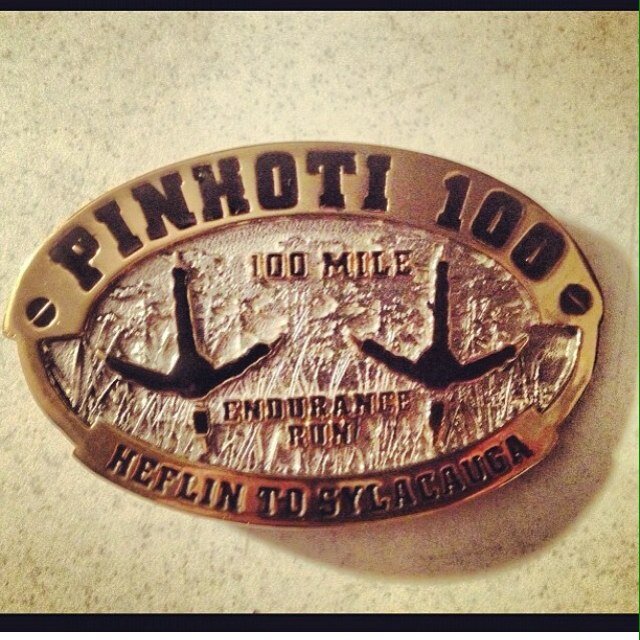 PINHOTI 100
100 MILE
ENDURANCE
RUN
HEFLIN TO SYLACAUGA